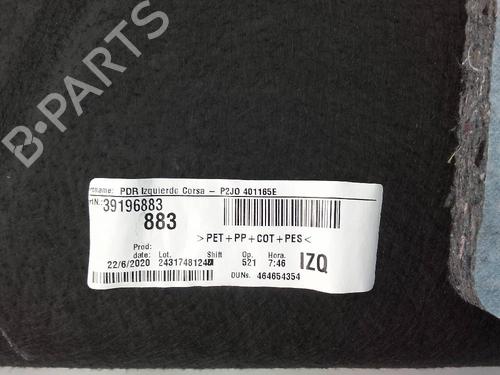 B-PARTS
PDR Izquierdo Corsa - P2JO 401165E
39196883
883
>PET+PP+COT+PES<
Prod:
date: Lot. Shift Op. Hora.
22/6/2020 521 7:46 IZQ
DUNs. 464654354